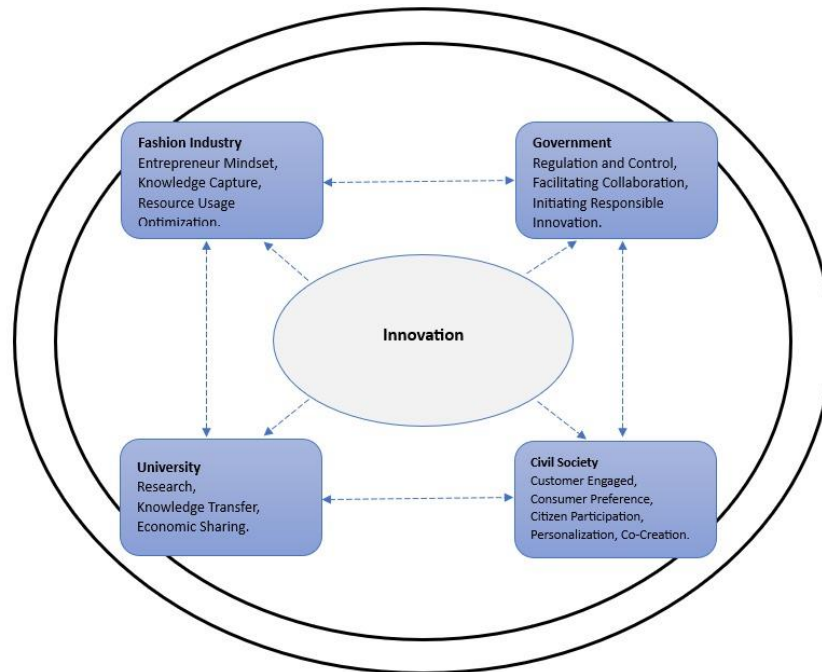 Fashion Industry
Entrepreneur Mindset,
Knowledge Capture,
Resource Usage
Optimization.
Government
Regulation and Control,
Facilitating Collaboration,
Initiating Responsible
Innovation.
Innovation
University
Research,
Knowledge Transfer,
Economic Sharing.
Civil Society
Customer Engaged,
Consumer Preference,
Citizen Participation,
Personalization, Co-Creation.